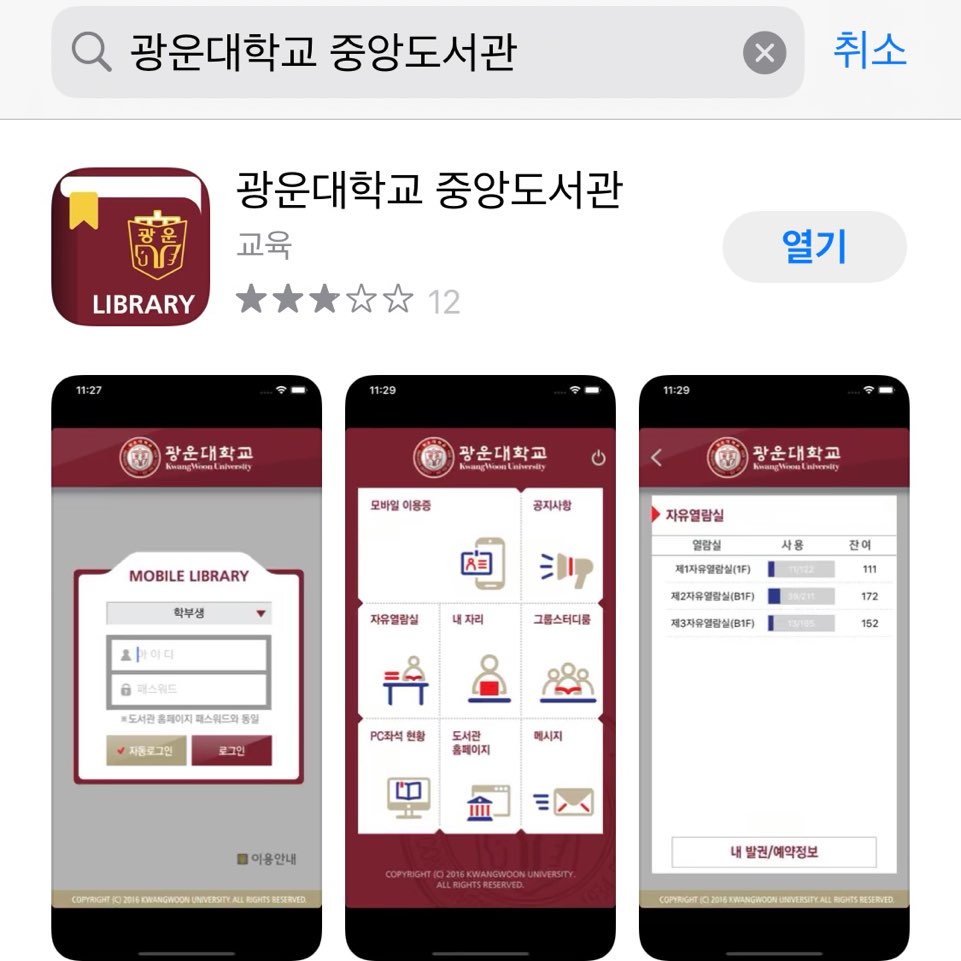 광운대학교 중앙도서관
취소
광운
LIBRARY
광운대학교 중앙도서관
교육
12
열기
11:27
광운대학교
KwangWoon University
MOBILE LIBRARY
학부생
아이디
패스워드
※도서관 홈페이지 패스워드와 동일
자동로그인
로그인
이용안내
COPYRIGHT (C) 2016 KWANGWOON UNIVERSITY. ALL RIGHTS RESERVED.
11:29
광운대학교
KwangWoon University
모바일 이용증
공지사항
자유열람실
내 자리
그룹스터디룸
PC좌석 현황
도서관
홈페이지
메시지
COPYRIGHT (C) 2016 KWANGWOON UNIVERSITY.
ALL RIGHTS RESERVED.
11:29
광운대학교
KwangWoon University
자유열람실
열람실 사용 잔여
제1자유열람실(1F) 11/122 111
제2자유열람실(B1F) 39/211 172
제3자유열람실(B1F) 13/165 152
내 발권/예약정보
COPYRIGHT (C) 2016 KWANGWOON UNIVERSITY. ALL RIGHTS RESERVED.